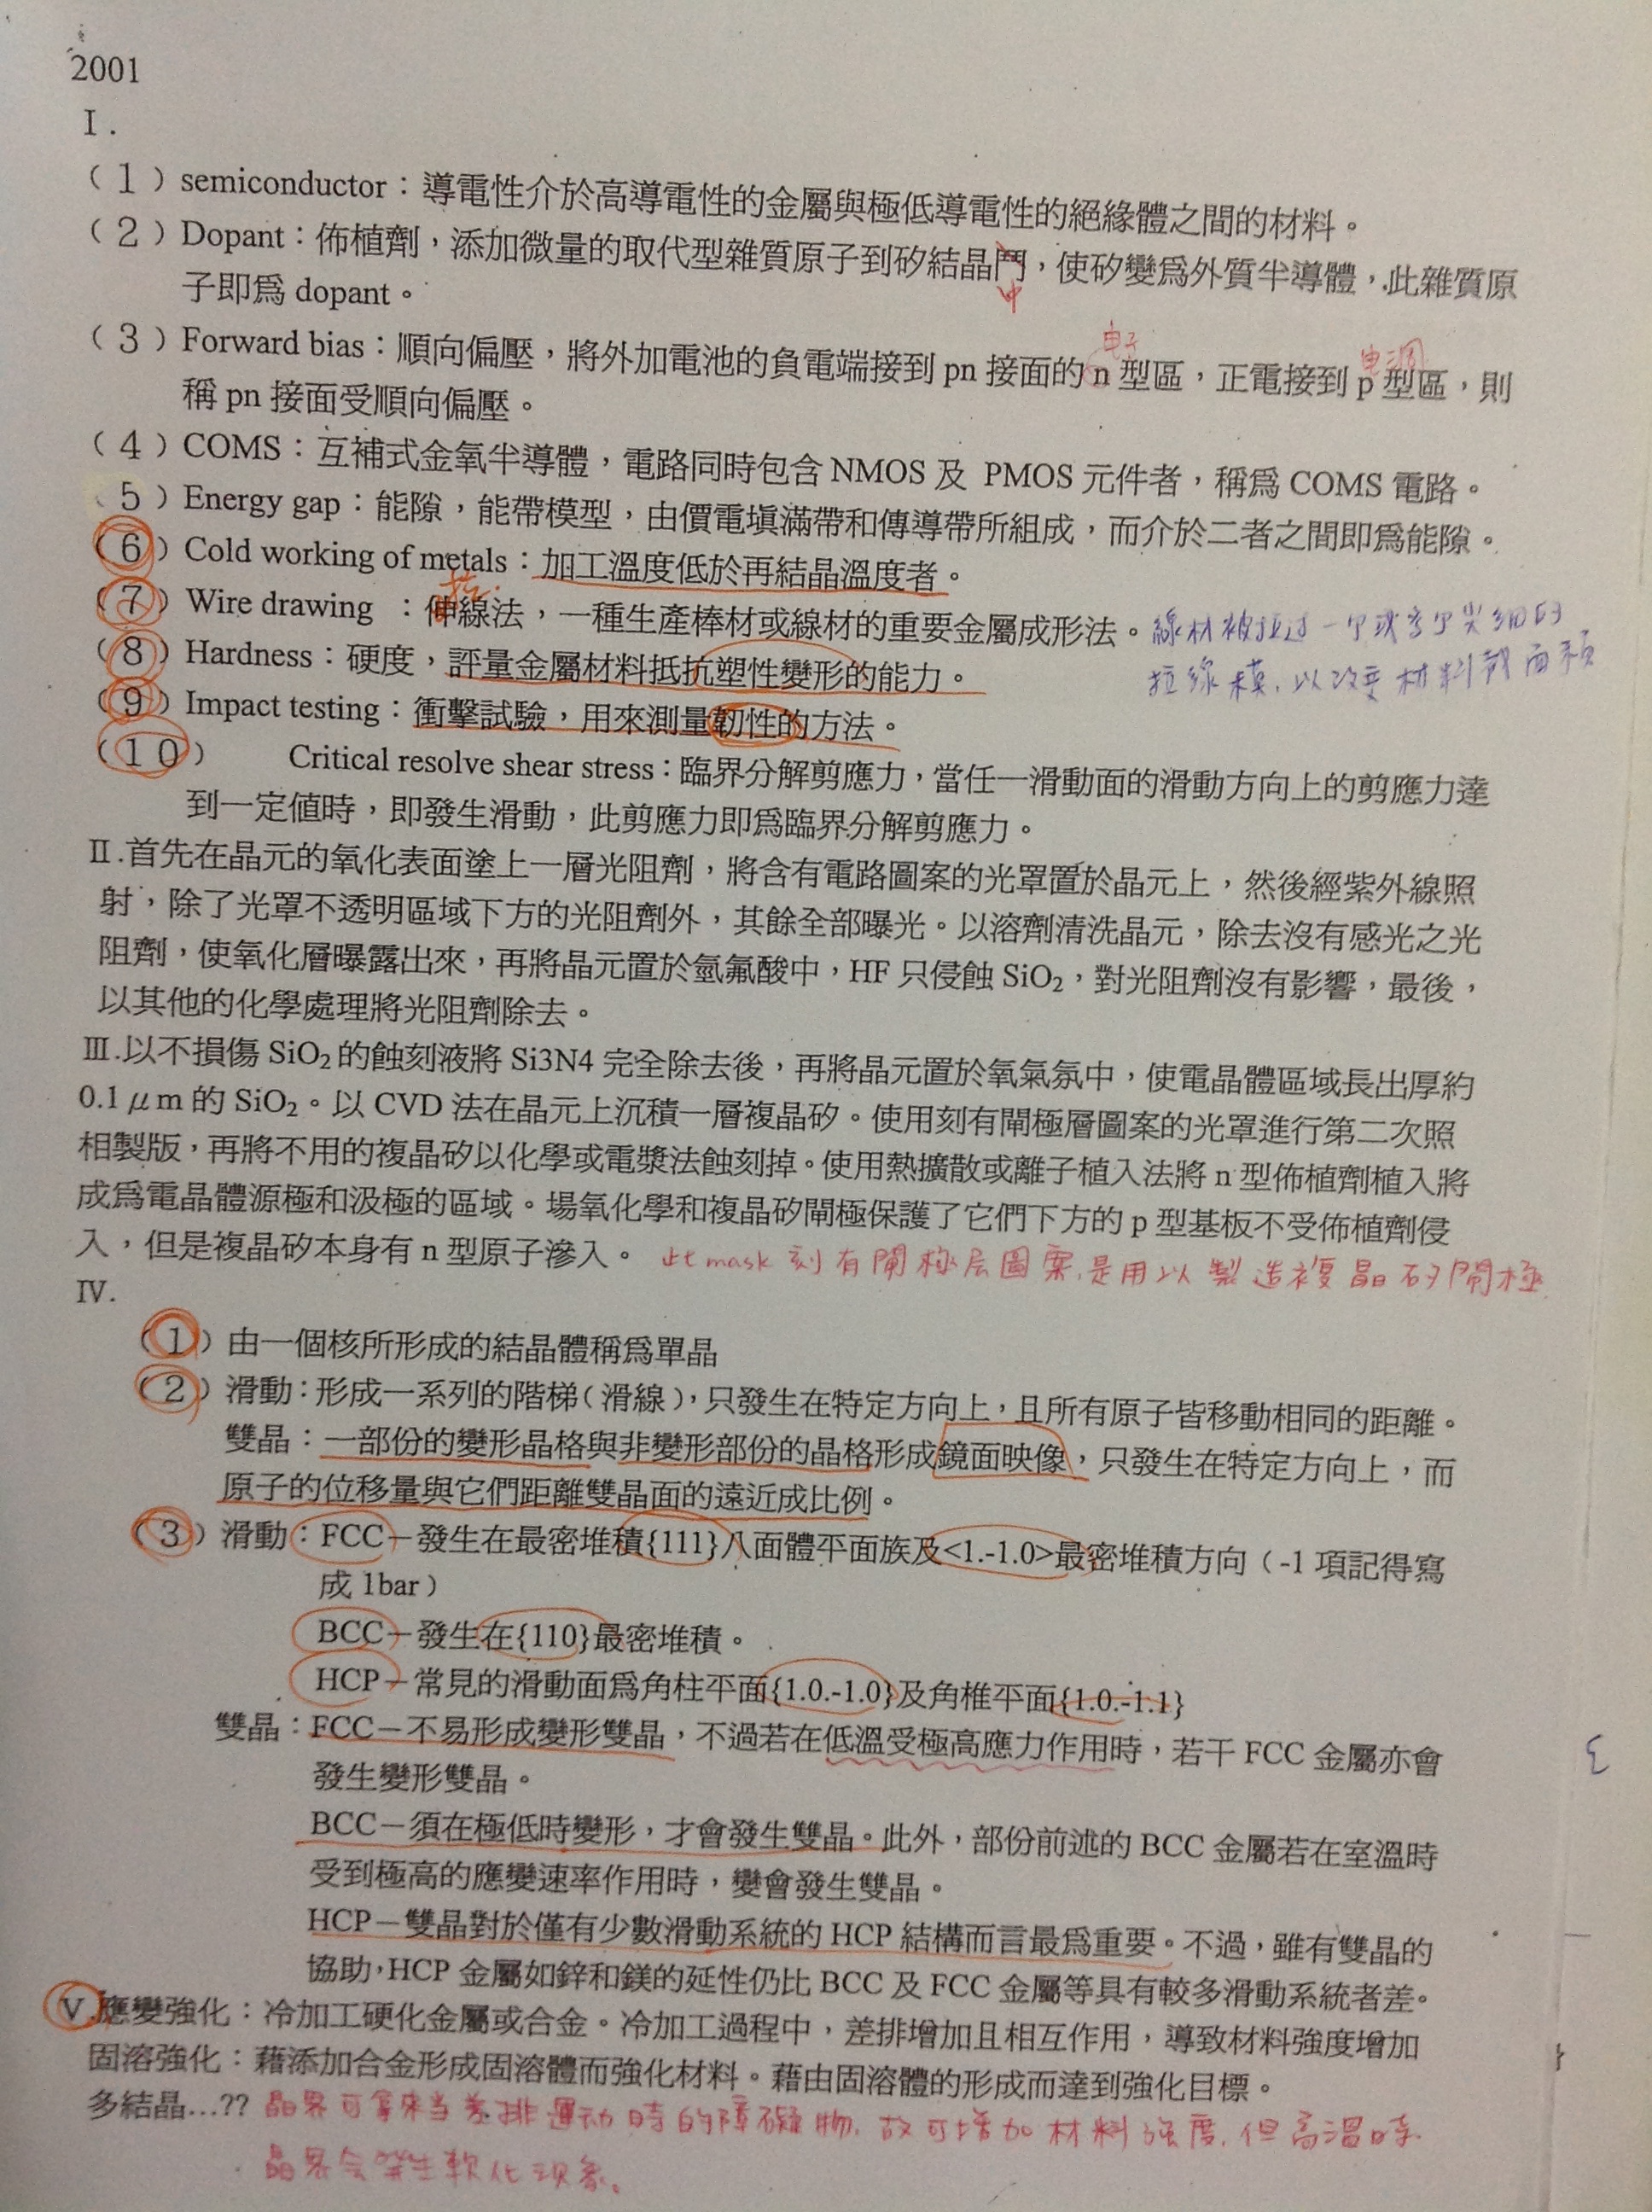 2001
I.
(1) semiconductor：導電性介於高導電性的金屬與極低導電性的絕緣體之間的材料。
(2) Dopant：佈植劑，添加微量的取代型雜質原子到矽結晶鬥，使矽變爲外質半導體，此雜質原
中
子即爲 dopant。
电子
电洞
(3) Forward bias：順向偏壓，將外加電池的負電端接到 pn 接面的 n 型區，正電接到 p 型區，則
稱 pn 接面受順向偏壓。
(4) COMS：互補式金氧半導體，電路同時包含 NMOS 及 PMOS 元件者，稱爲 COMS 電路。
5) Energy gap：能隙，能帶模型，由價電填滿帶和傳導帶所組成，而介於二者之間即爲能隙。
(6) Cold working of metals：加工溫度低於再結晶溫度者。
拉
(7) Wire drawing ：伸線法，一種生產棒材或線材的重要金屬成形法。線材被拉过一个或多个尖細的
拉線模，以改变材料截面積
(8) Hardness：硬度，評量金屬材料抵抗塑性變形的能力。
(9) Impact testing：衝擊試驗，用來測量韌性的方法。
(10) Critical resolve shear stress：臨界分解剪應力，當任一滑動面的滑動方向上的剪應力達
到一定值時，即發生滑動，此剪應力即爲臨界分解剪應力。
II.首先在晶元的氧化表面塗上一層光阻劑，將含有電路圖案的光罩置於晶元上，然後經紫外線照
射，除了光罩不透明區域下方的光阻劑外，其餘全部曝光。以溶劑清洗晶元，除去沒有感光之光
阻劑，使氧化層曝露出來，再將晶元置於氫氟酸中，HF 只侵蝕 SiO₂，對光阻劑沒有影響，最後，
以其他的化學處理將光阻劑除去。
III.以不損傷 SiO₂ 的蝕刻液將 Si3N4 完全除去後，再將晶元置於氧氣氛中，使電晶體區域長出厚約
0.1μm 的 SiO₂。以 CVD 法在晶元上沉積一層複晶矽。使用刻有閘極層圖案的光罩進行第二次照
相製版，再將不用的複晶矽以化學或電漿法蝕刻掉。使用熱擴散或離子植入法將 n 型佈植劑植入將
成爲電晶體源極和汲極的區域。場氧化學和複晶矽閘極保護了它們下方的 p 型基板不受佈植劑侵
入，但是複晶矽本身有 n 型原子滲入。 此 mask 刻有閘極层圖案，是用以製造複晶矽閘極
IV.
(1) 由一個核所形成的結晶體稱爲單晶
(2) 滑動：形成一系列的階梯（滑線），只發生在特定方向上，且所有原子皆移動相同的距離。
雙晶：一部份的變形晶格與非變形部份的晶格形成鏡面映像，只發生在特定方向上，而
原子的位移量與它們距離雙晶面的遠近成比例。
(3) 滑動：FCC－發生在最密堆積{111}八面體平面族及<1.-1.0>最密堆積方向（-1 項記得寫
成 1bar）
BCC－發生在{110}最密堆積。
HCP－常見的滑動面爲角柱平面{1.0.-1.0}及角椎平面{1.0.-1.1}
雙晶：FCC－不易形成變形雙晶，不過若在低溫受極高應力作用時，若干 FCC 金屬亦會
發生變形雙晶。
BCC－須在極低時變形，才會發生雙晶。此外，部份前述的 BCC 金屬若在室溫時
受到極高的應變速率作用時，變會發生雙晶。
HCP－雙晶對於僅有少數滑動系統的 HCP 結構而言最爲重要。不過，雖有雙晶的
協助，HCP 金屬如鋅和鎂的延性仍比 BCC 及 FCC 金屬等具有較多滑動系統者差。
V.應變強化：冷加工硬化金屬或合金。冷加工過程中，差排增加且相互作用，導致材料強度增加
固溶強化：藉添加合金形成固溶體而強化材料。藉由固溶體的形成而達到強化目標。
多結晶...?? 晶界可拿來当差排運动時的障礙物，故可增加材料強度，但高溫時
晶界会發生軟化现象。